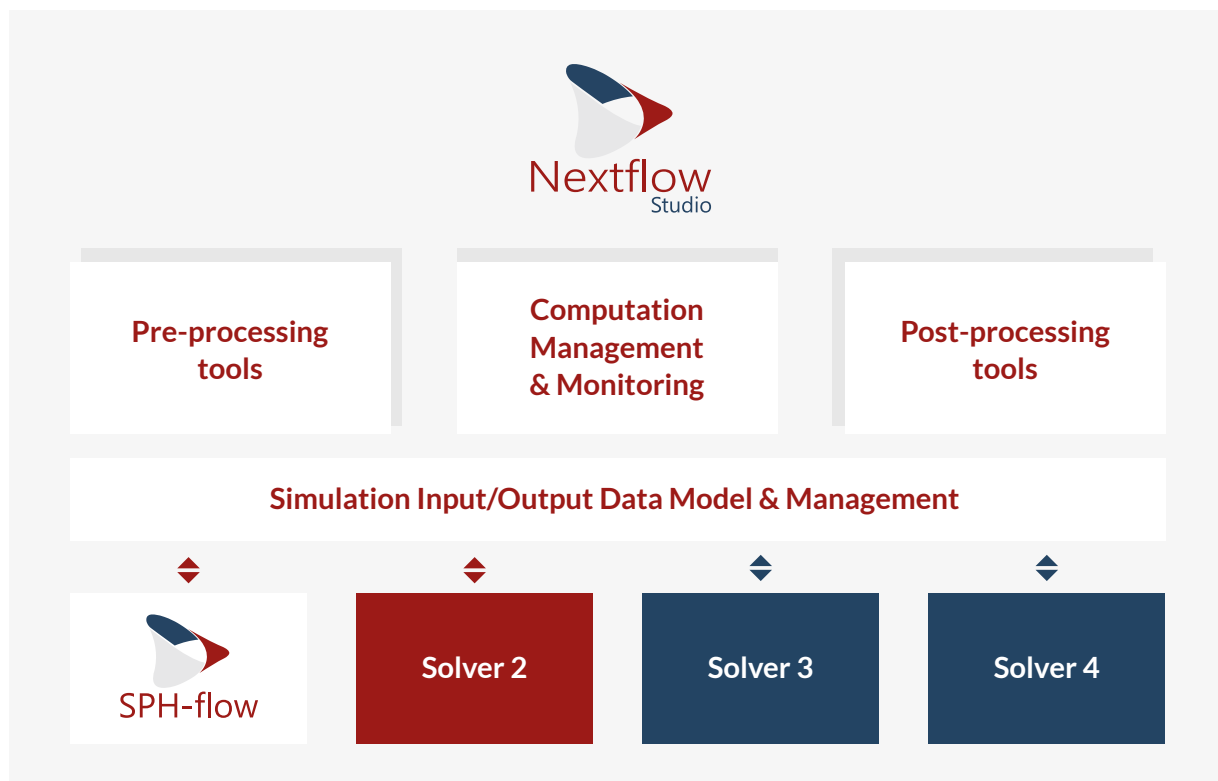 Nextflow
Studio
Pre-processing
tools
Computation
Management
& Monitoring
Post-processing
tools
Simulation Input/Output Data Model & Management
SPH-flow
Solver 2
Solver 3
Solver 4